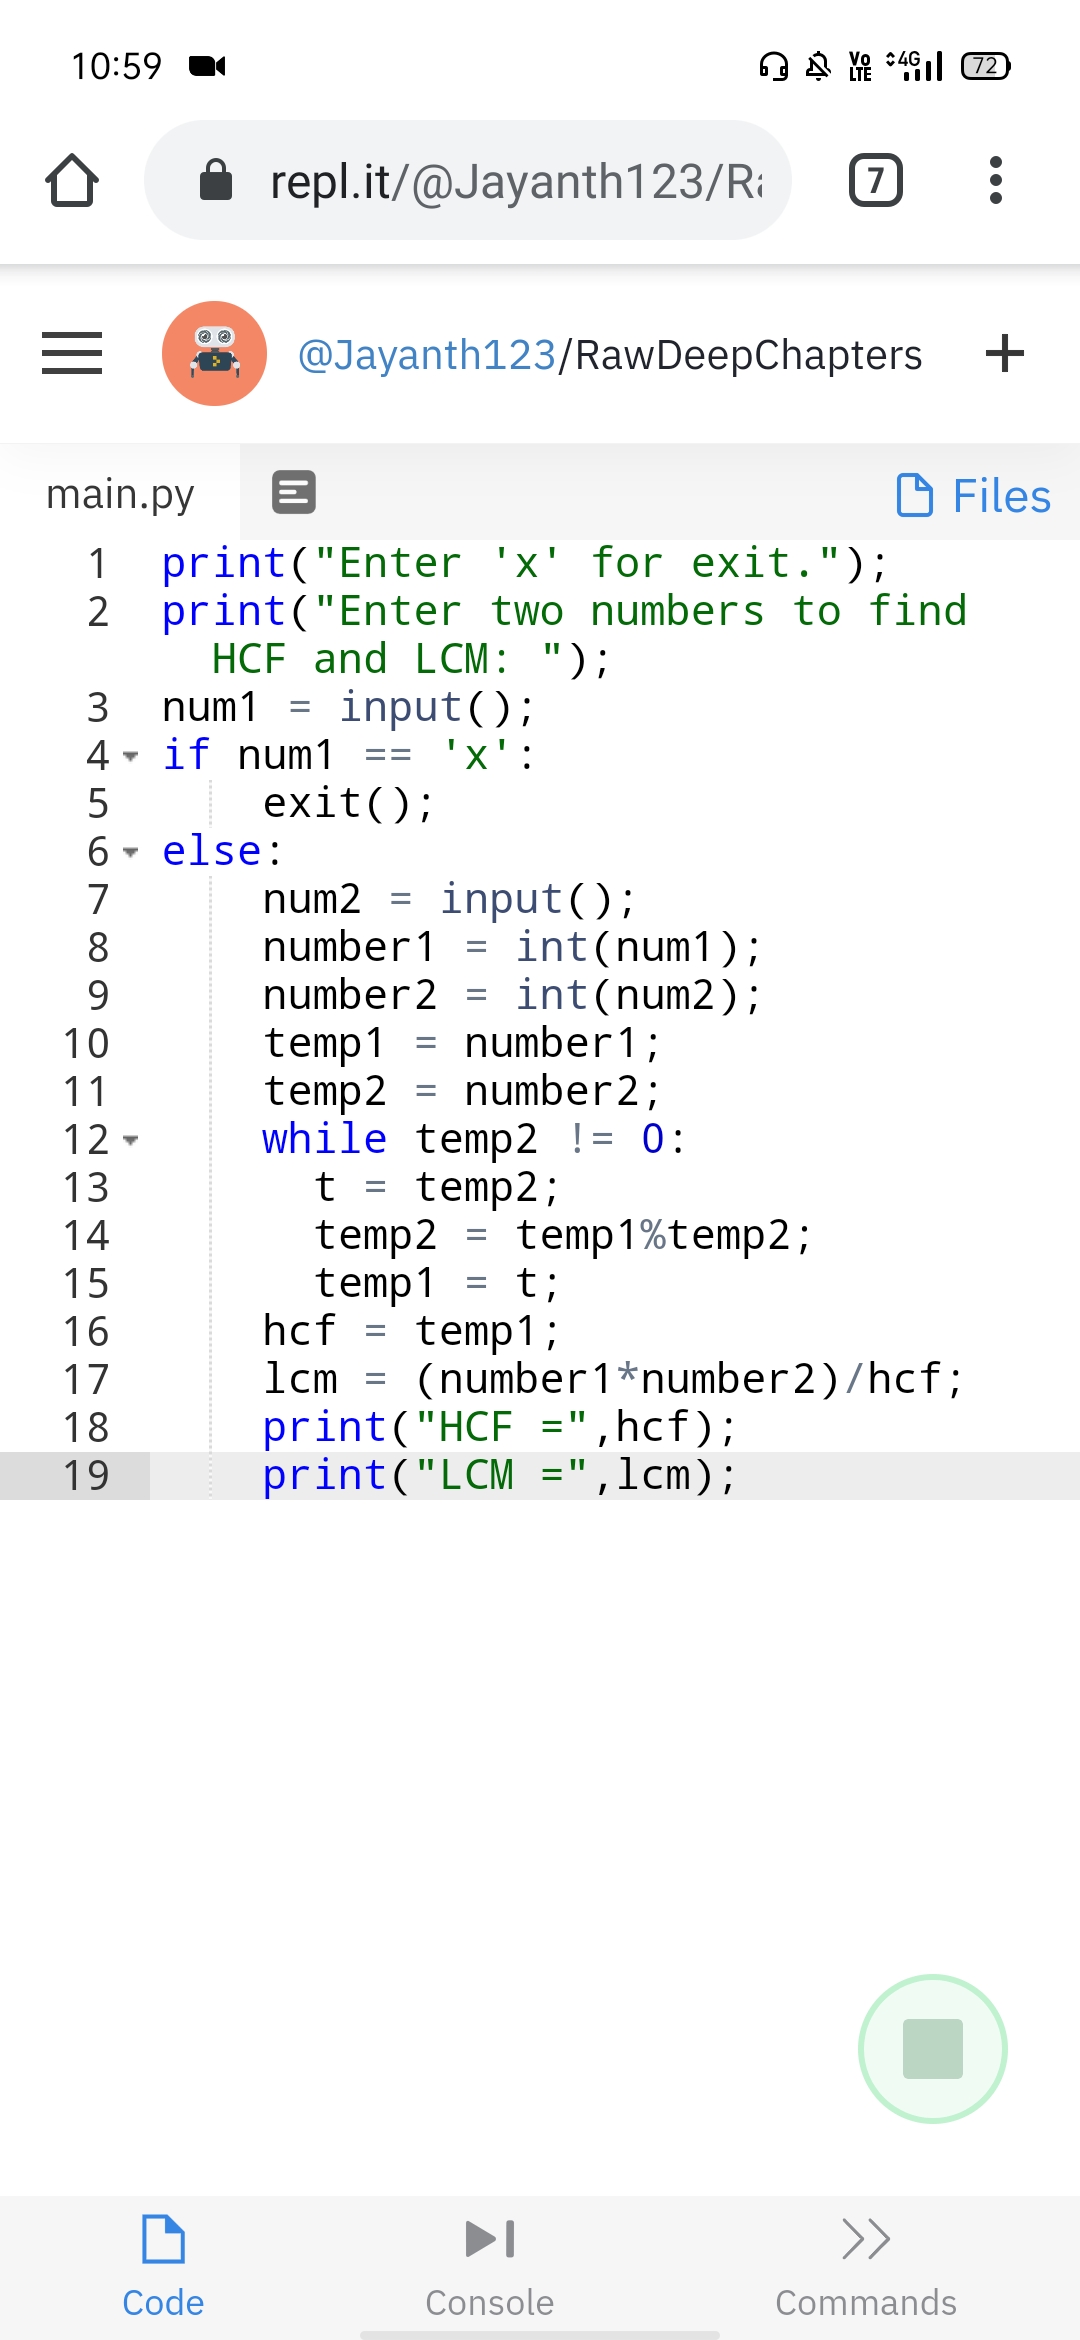 10:59
Vo LTE 4G 72
repl.it/@Jayanth123/Ra
7
@Jayanth123/RawDeepChapters
main.py
Files
1 print("Enter 'x' for exit.");
2 print("Enter two numbers to find
HCF and LCM: ");
3 num1 = input();
4 if num1 == 'x':
5 exit();
6 else:
7 num2 = input();
8 number1 = int(num1);
9 number2 = int(num2);
10 temp1 = number1;
11 temp2 = number2;
12 while temp2 != 0:
13 t = temp2;
14 temp2 = temp1%temp2;
15 temp1 = t;
16 hcf = temp1;
17 lcm = (number1*number2)/hcf;
18 print("HCF =",hcf);
19 print("LCM =",lcm);
Code Console Commands